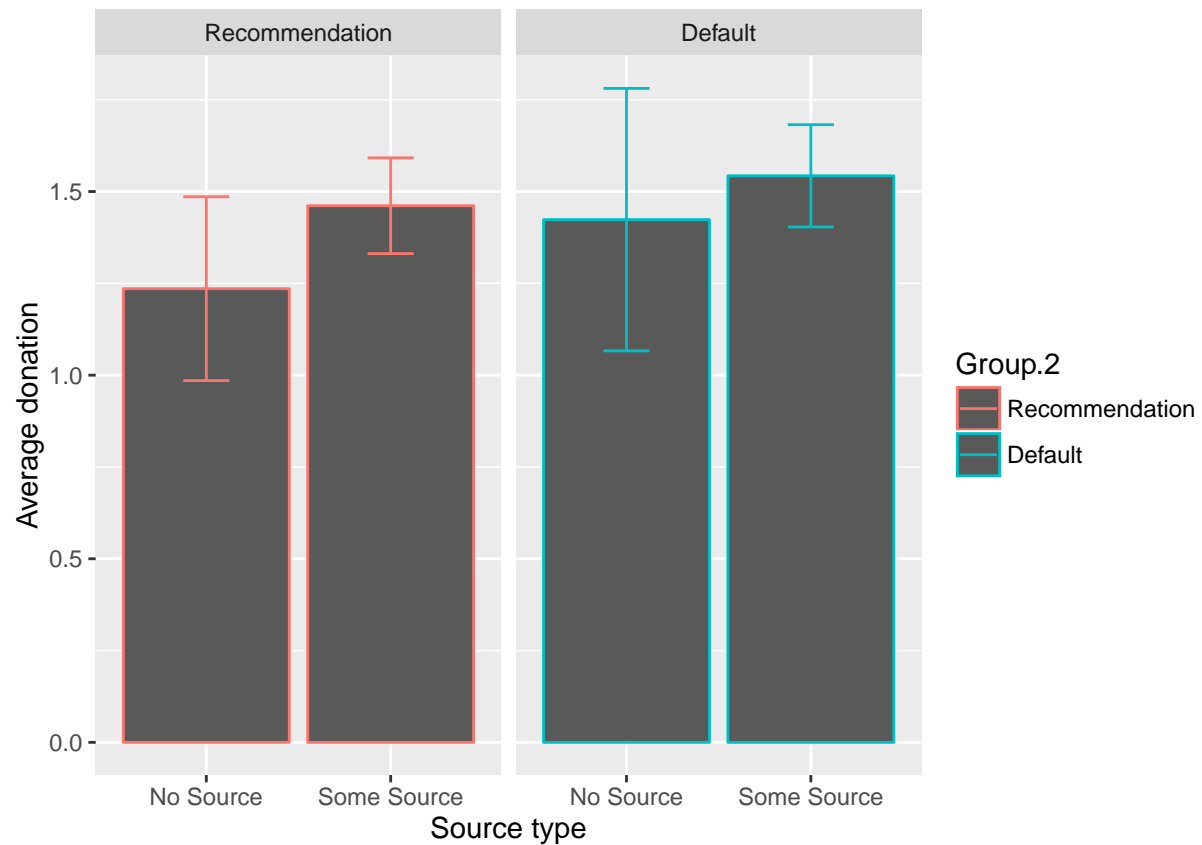 Recommendation
Default
Average donation
1.5
1.0
0.5
0.0
No Source
Some Source
No Source
Some Source
Source type
Group.2
Recommendation
Default